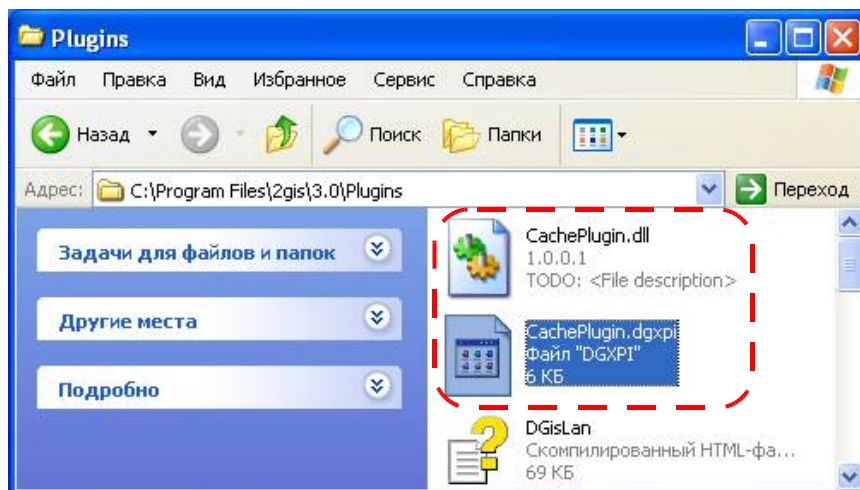 Plugins
Файл Правка Вид Избранное Сервис Справка
Назад Поиск Папки
Адрес: C:\Program Files\2gis\3.0\Plugins Переход
Задачи для файлов и папок
Другие места
Подробно
CachePlugin.dll
1.0.0.1
TODO: <File description>
CachePlugin.dgxpi
Файл "DGXPI"
6 КБ
DGisLan
Скомпилированный HTML-фа...
69 КБ